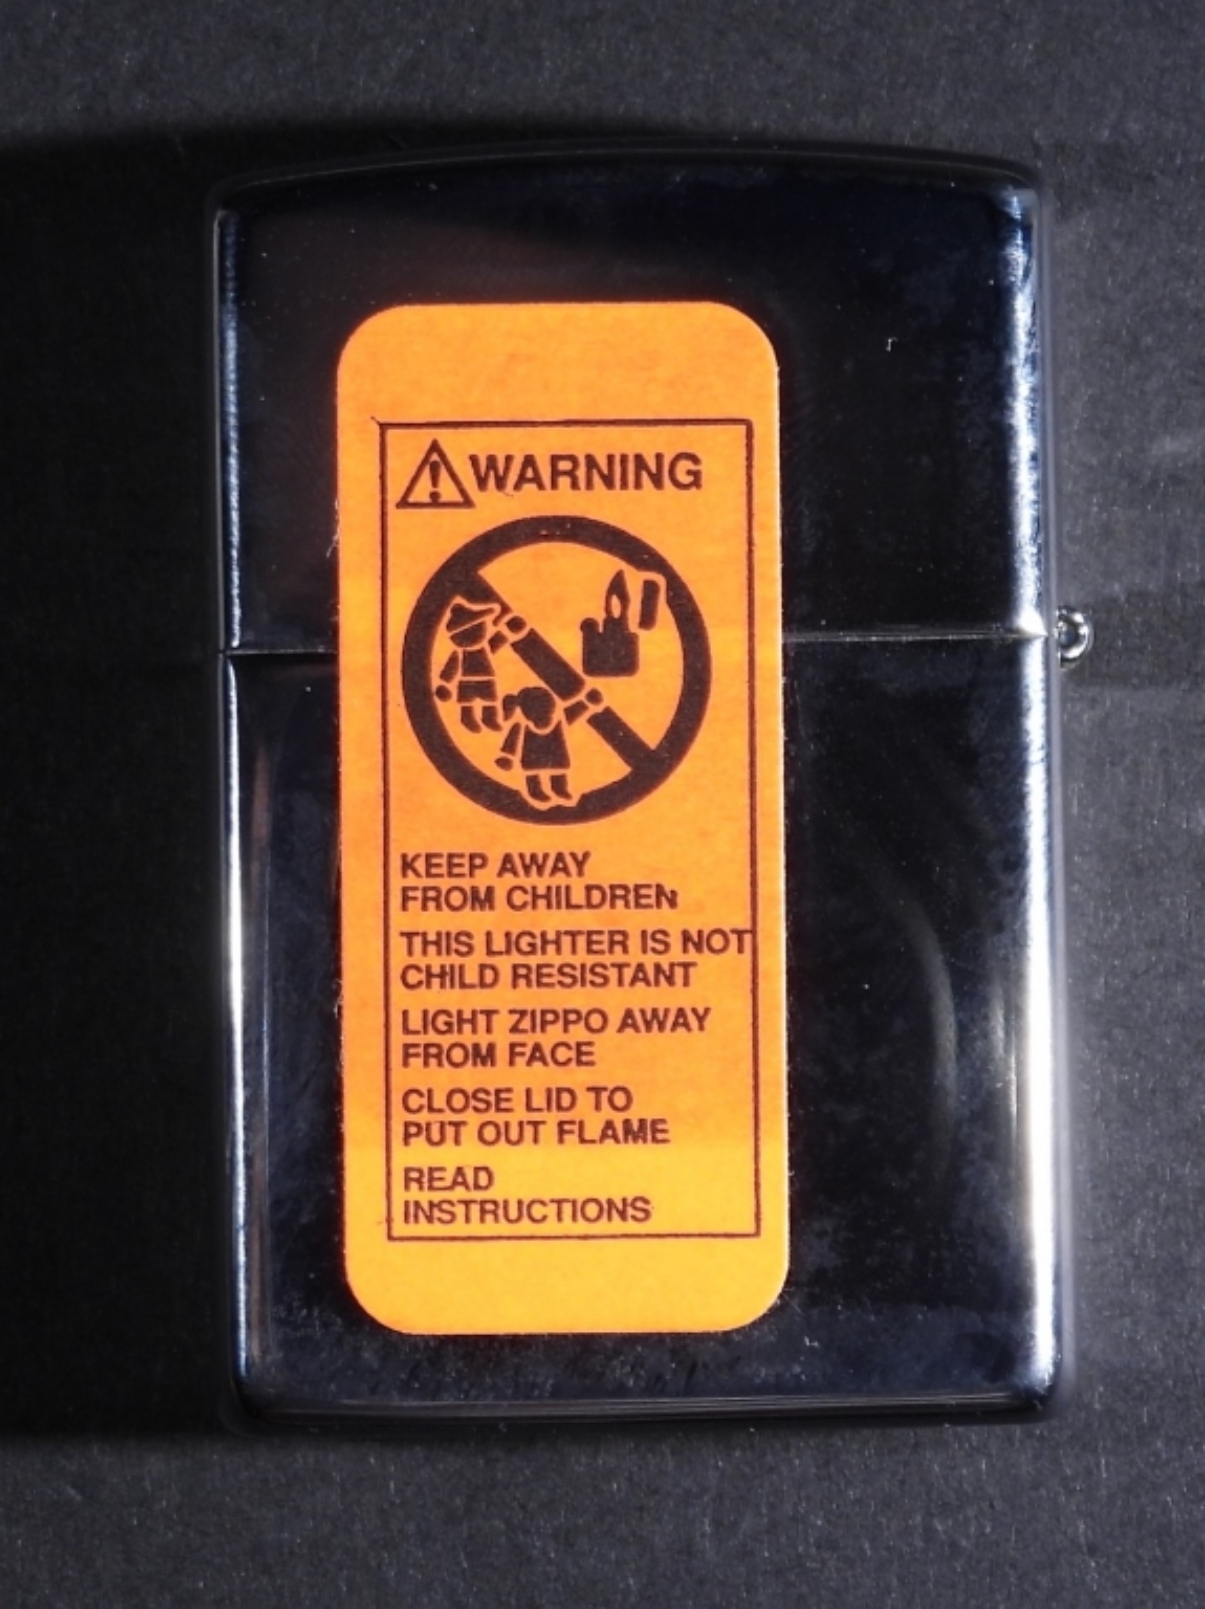 WARNING
KEEP AWAY
FROM CHILDREN
THIS LIGHTER IS NOT
CHILD RESISTANT
LIGHT ZIPPO AWAY
FROM FACE
CLOSE LID TO
PUT OUT FLAME
READ
INSTRUCTIONS